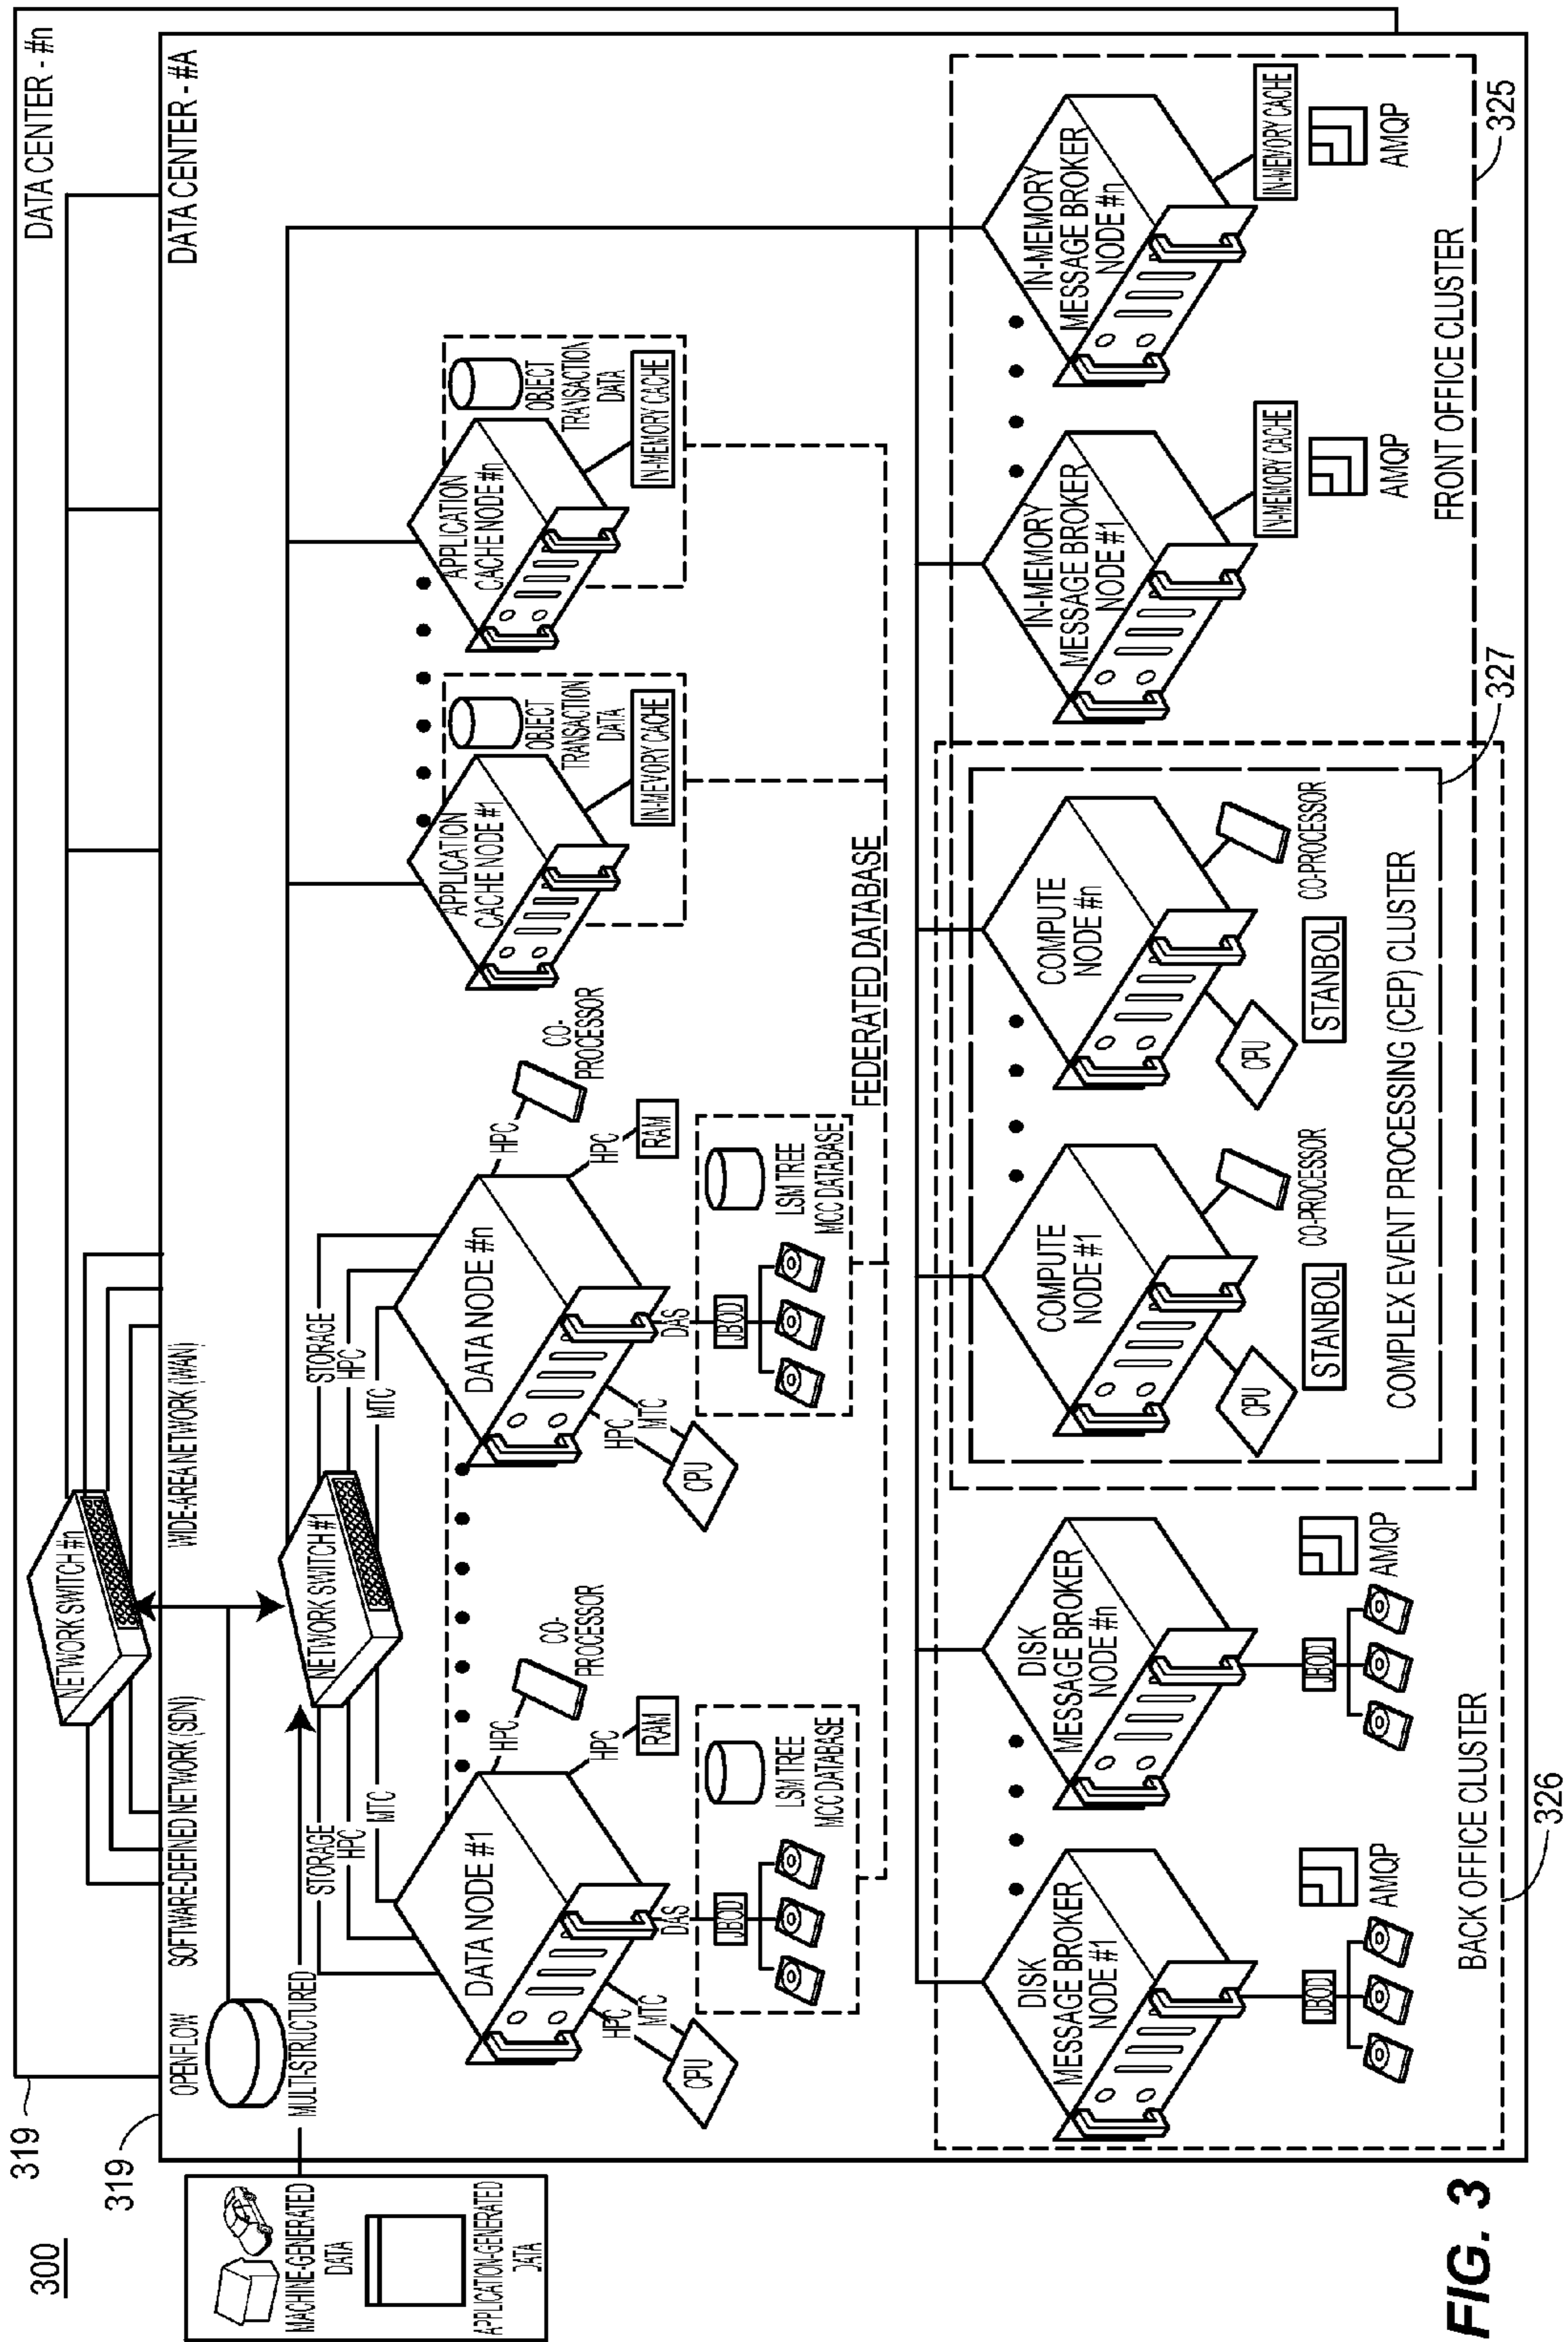 300
319
319
DATA CENTER - #n
DATA CENTER - #A
NETWORK SWITCH #n
SOFTWARE-DEFINED NETWORK (SDN)
WIDE-AREA NETWORK (WAN)
OPENFLOW
MULTI-STRUCTURED
NETWORK SWITCH #1
MACHINE-GENERATED
DATA
APPLICATION-GENERATED
DATA
STORAGE
HPC
MTC
STORAGE
HPC
MTC
DATA NODE #1
HPC
CO-
PROCESSOR
HPC
RAM
HPC
MTC
CPU
DAS
JBOD
LSM TREE
MCC DATABASE
DATA NODE #n
HPC
CO-
PROCESSOR
HPC
RAM
HPC
MTC
CPU
DAS
JBOD
LSM TREE
MCC DATABASE
APPLICATION
CACHE NODE #1
OBJECT
TRANSACTION
DATA
IN-MEVORY CACHE
APPLICATION
CACHE NODE #n
OBJECT
TRANSACTION
DATA
IN-MEMORY CACHE
FEDERATED DATABASE
DISK
MESSAGE BROKER
NODE #1
JBOD
AMQP
DISK
MESSAGE BROKER
NODE #n
JBOD
AMQP
BACK OFFICE CLUSTER
326
COMPUTE
NODE #1
CPU
CO-PROCESSOR
STANBOL
COMPUTE
NODE #n
CPU
CO-PROCESSOR
STANBOL
COMPLEX EVENT PROCESSING (CEP) CLUSTER
327
IN-MEMORY
MESSAGE BROKER
NODE #1
IN-MEMORY CACHE
AMQP
IN-MEMORY
MESSAGE BROKER
NODE #n
IN-MEMORY CACHE
AMQP
FRONT OFFICE CLUSTER
325
FIG. 3